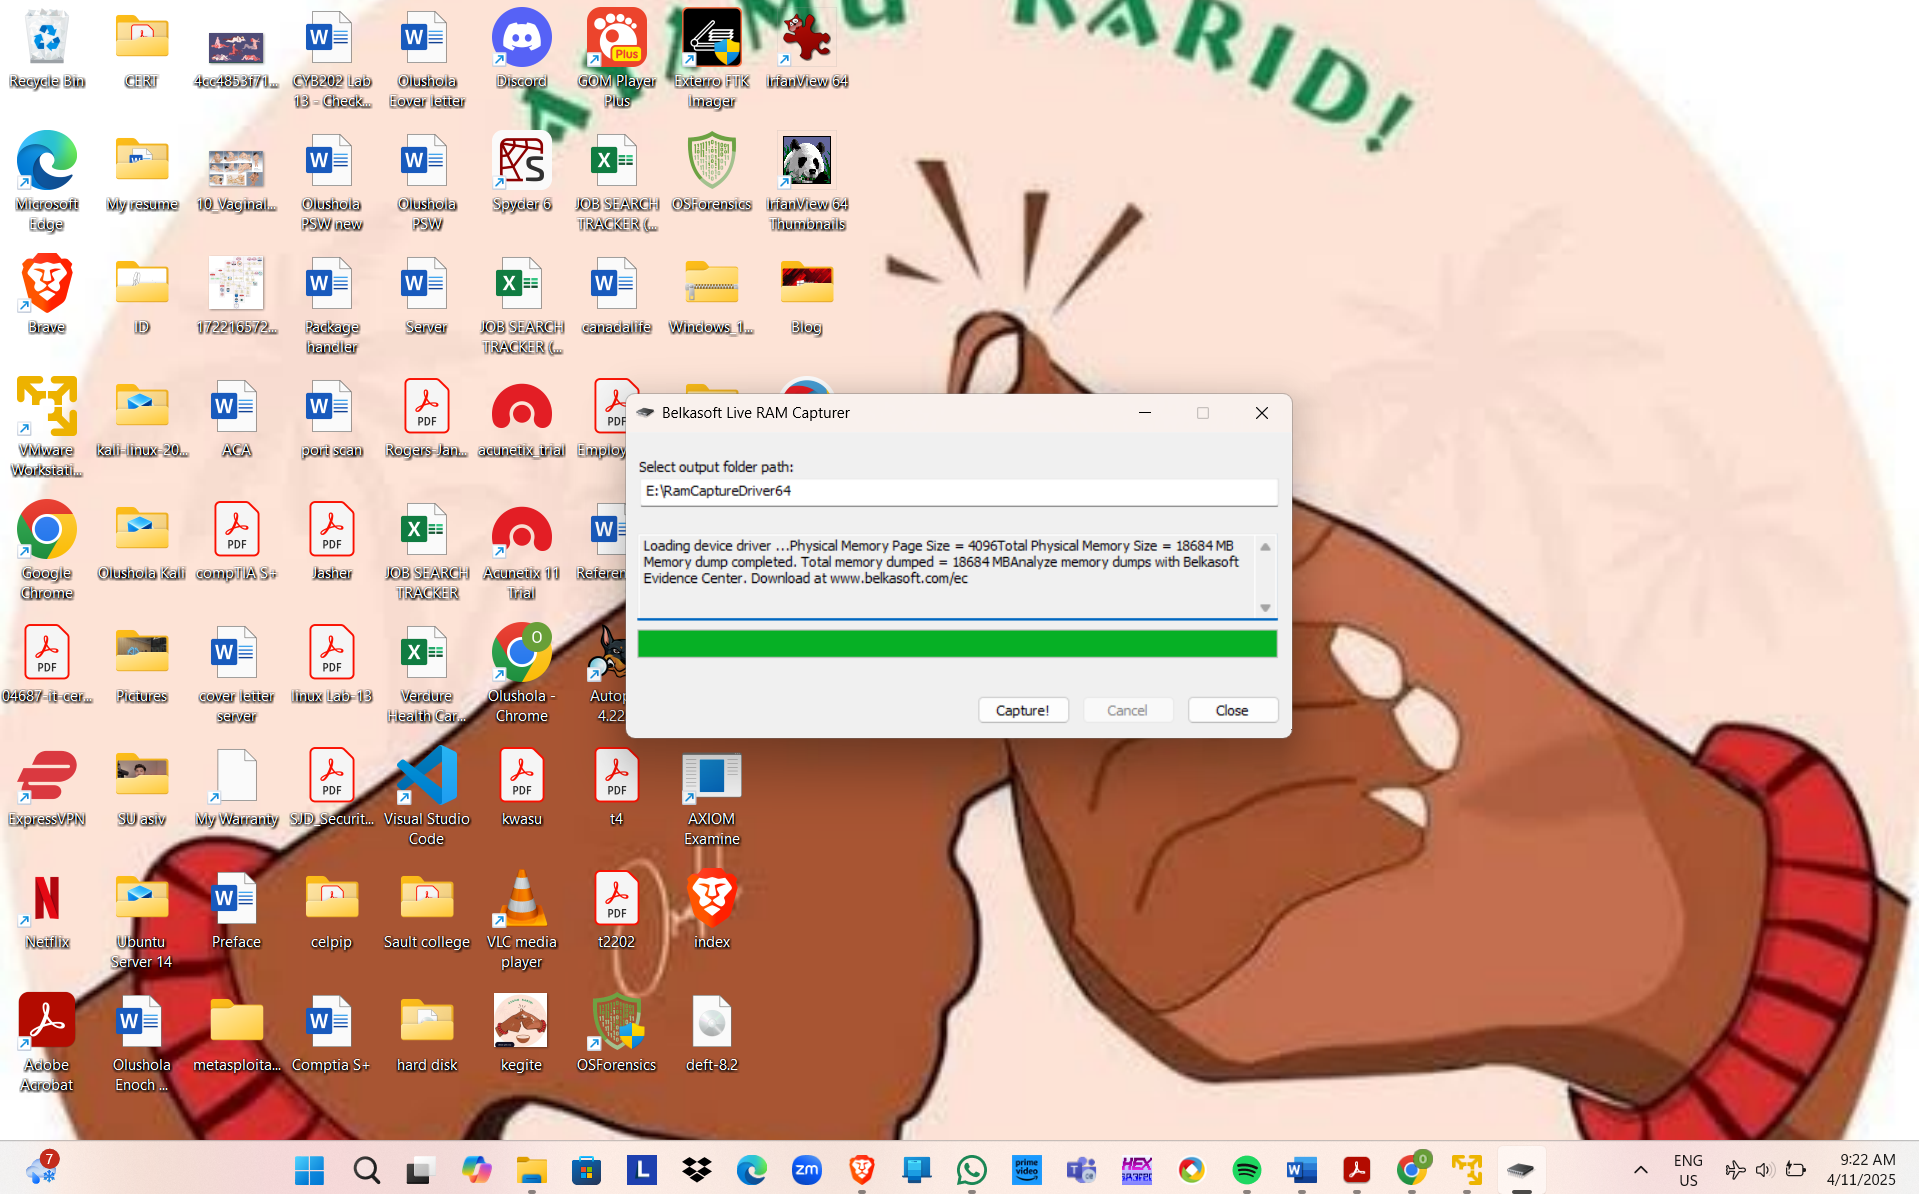 KARID!
Recycle Bin
CERT
4cc4853f71...
CYB202 Lab
13 - Check...
Olushola
Eover letter
Discord
GOM Player
Plus
Exterro FTK
Imager
IrfanView 64
Microsoft
Edge
My resume
10_Vaginal...
Olushola
PSW new
Olushola
PSW
Spyder 6
JOB SEARCH
TRACKER (...
OSForensics
IrfanView 64
Thumbnails
Brave
ID
172216572...
Package
handler
Server
JOB SEARCH
TRACKER (...
canadalife
Windows_1...
Blog
VMware
Workstati...
kali-linux-20...
ACA
port scan
Rogers-Jan...
acunetix_trial
Employ
Google
Chrome
Olushola Kali
compTIA S+
Jasher
JOB SEARCH
TRACKER
Acunetix 11
Trial
Referen
04687-it-cer...
Pictures
cover letter
server
linux Lab-13
Verdure
Health Car...
Olushola -
Chrome
Autop
4.22
ExpressVPN
SU asiv
My Warranty
SJD_Securit...
Visual Studio
Code
kwasu
t4
AXIOM
Examine
Netflix
Ubuntu
Server 14
Preface
celpip
Sault college
VLC media
player
t2202
index
Adobe
Acrobat
Olushola
Enoch ...
metasploita...
Comptia S+
hard disk
kegite
OSForensics
deft-8.2
Belkasoft Live RAM Capturer
Select output folder path:
E:\RamCaptureDriver64
Loading device driver ...Physical Memory Page Size = 4096Total Physical Memory Size = 18684 MB
Memory dump completed. Total memory dumped = 18684 MBAnalyze memory dumps with Belkasoft
Evidence Center. Download at www.belkasoft.com/ec
Capture!
Cancel
Close
7
ENG
US
9:22 AM
4/11/2025